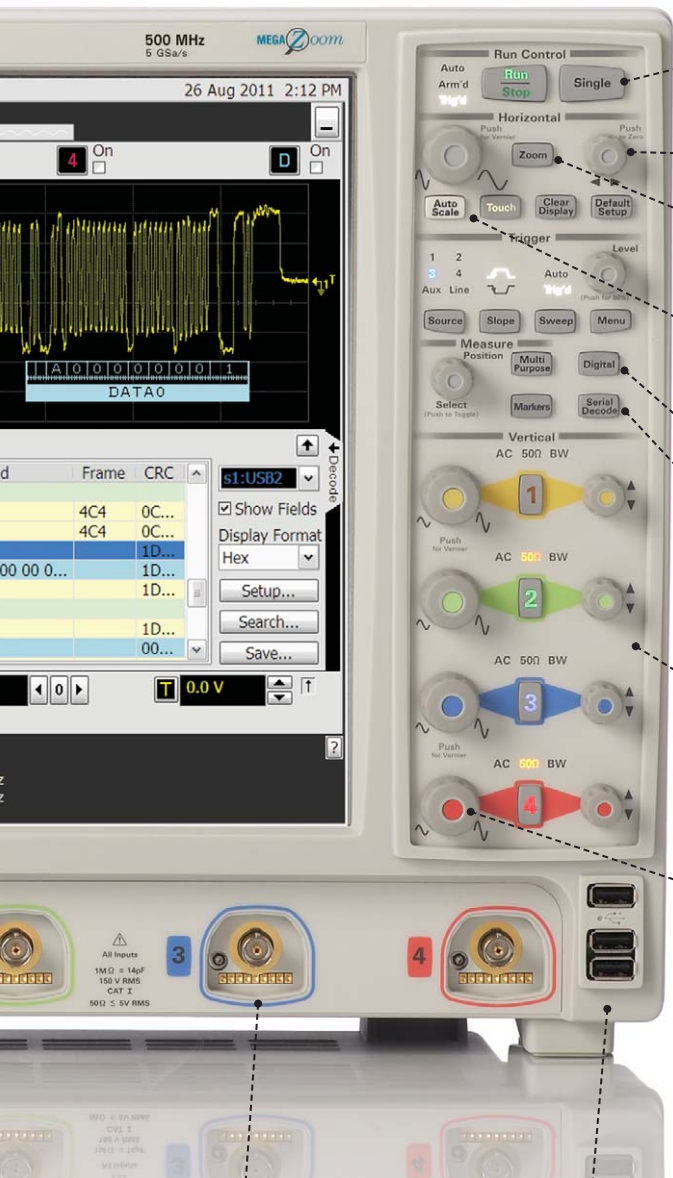 500 MHz
5 GSa/s
MEGA Zoom
26 Aug 2011 2:12 PM
4 On
D On
T
A 0 0 0 0 0 0 0 1
DATA0
Decode
d Frame CRC
s1:USB2
4C4 0C...
Show Fields
4C4 0C...
Display Format
1D...
Hex
00 00 0... 1D...
1D...
Setup...
1D...
Search...
00...
Save...
0
T 0.0 V
?
z
z
Run Control
Auto
Arm'd
Trig'd
Run
Stop
Single
Horizontal
Push
for Vernier
Zoom
Push
to Zero
Auto
Scale
Touch
Clear
Display
Default
Setup
Trigger
Level
1 2
3 4
Aux Line
Auto
Trig'd
(Push for 50%)
Source Slope Sweep Menu
Measure
Position
Multi
Purpose
Digital
Select
(Push to Toggle)
Markers
Serial
Decode
Vertical
AC 50Ω BW
1
Push
for Vernier
AC 50Ω BW
2
AC 50Ω BW
3
Push
for Vernier
AC 50Ω BW
4
All Inputs
1MΩ = 14pF
150 V RMS
CAT I
50Ω ≤ 5V RMS
3
4